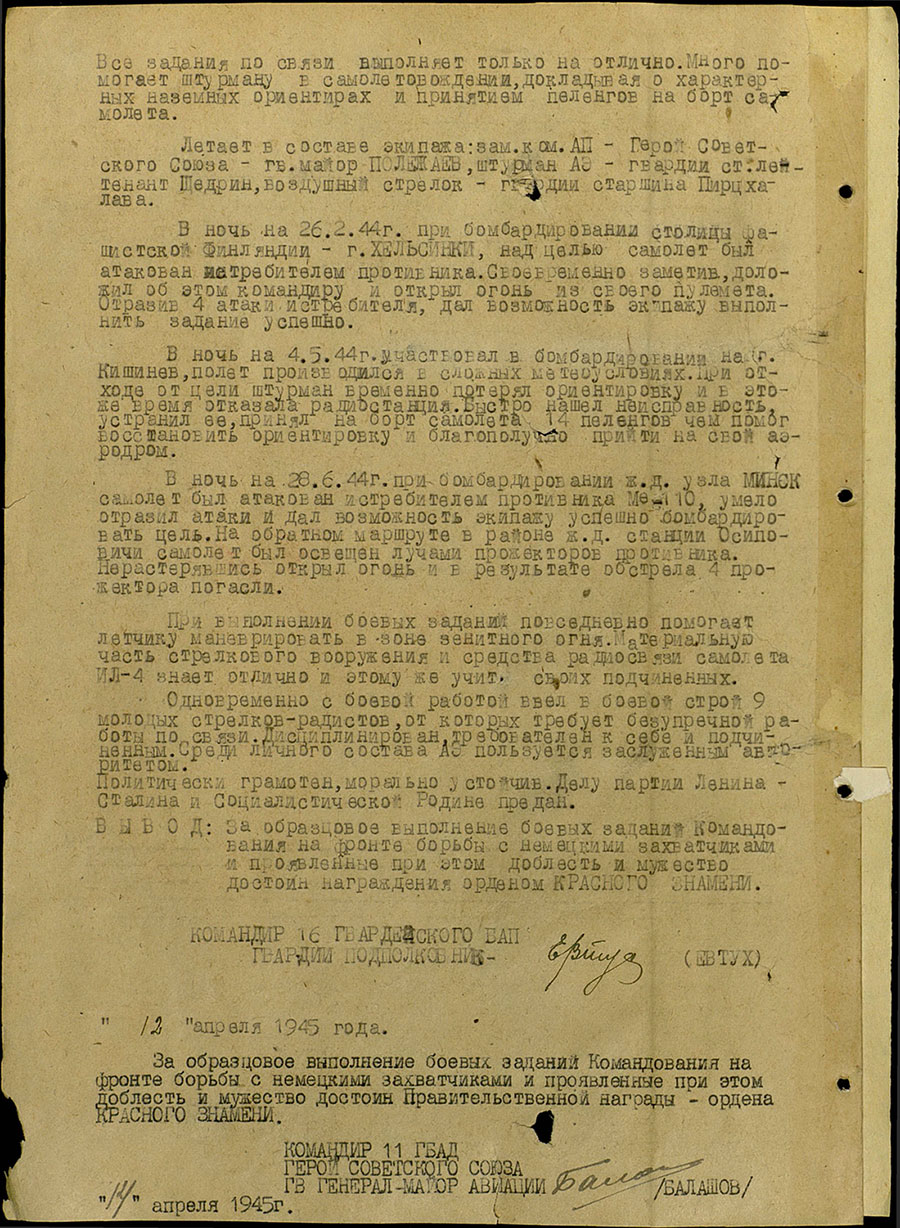 Все задания по связи выполняет только на отлично.Много по-
могает штурману в самолетовождении,докладывая о характер-
ных наземных ориентирах и принятием пеленгов на борт са-
молета.
Летает в составе экипажа:зам.ком.АП - Герой Совет-
ского Союза - гв.майор ПОЛЕЖАЕВ,штурман АЭ - гвардии ст.лей-
тенант Щедрин,воздушный стрелок - гвардии старшина Пирцха-
лава.
В ночь на 26.2.44г. при бомбардировании столицы фа-
шистской Финляндии - г.ХЕЛЬСИНКИ, над целью самолет был
атакован истребителем противника.Своевременно заметив,доло-
жил об этом командиру и открыл огонь из своего пулемета.
Отразив 4 атаки истребителя, дал возможность экипажу выпол-
нить задание успешно.
В ночь на 4.5.44г.участвовал в бомбардировании на г.
Кишинев,полет производился в сложных метеоусловиях.При от-
ходе от цели штурман временно потерял ориентировку и в это-
же время отказала радиостанция.Быстро нашел неисправность,
устранил ее,принял на борт самолета 14 пеленгов чем помог
восстановить ориентировку и благополучно прийти на свой аэ-
родром.
В ночь на 28.6.44г.при бомбардировании ж.д. узла МИНСК
самолет был атакован истребителем противника Ме-110, умело
отразил атаки и дал возможность экипажу успешно бомбардиро-
вать цель.На обратном маршруте в районе ж.д. станции Осипо-
вичи самолет был освещен лучами прожекторов противника.
Нерастерявшись открыл огонь и в результате обстрела 4 про-
жектора погасли.
При выполнении боевых заданий повседневно помогает
летчику маневрировать в зоне зенитного огня.Материальную
часть стрелкового вооружения и средства радиосвязи самолета
ИЛ-4 знает отлично и этому же учит своих подчиненных.
Одновременно с боевой работой ввел в боевой строй 9
молодых стрелков-радистов,от которых требует безупречной ра-
боты по связи.Дисциплинирован,требователен к себе и подчи-
ненным.Среди личного состава АЭ пользуется заслуженным авто-
ритетом.
Политически грамотен,морально устойчив.Делу партии Ленина -
Сталина и Социалистической Родине предан.
В Ы В О Д: За образцовое выполнение боевых заданий Командо-
вания на фронте борьбы с немецкими захватчиками
и проявленные при этом доблесть и мужество
достоин награждения орденом КРАСНОГО ЗНАМЕНИ.
КОМАНДИР 16 ГВАРДЕЙСКОГО БАП
ГВАРДИИ ПОДПОЛКОВНИК- Евтух (ЕВТУХ)
" 12 "апреля 1945 года.
За образцовое выполнение боевых заданий Командования на
фронте борьбы с немецкими захватчиками и проявленные при этом
доблесть и мужество достоин Правительственной награды - ордена
КРАСНОГО ЗНАМЕНИ.
КОМАНДИР 11 ГБАД
ГЕРОЙ СОВЕТСКОГО СОЮЗА
ГВ ГЕНЕРАЛ-МАЙОР АВИАЦИИ Балаш /БАЛАШОВ/
"14" апреля 1945г.